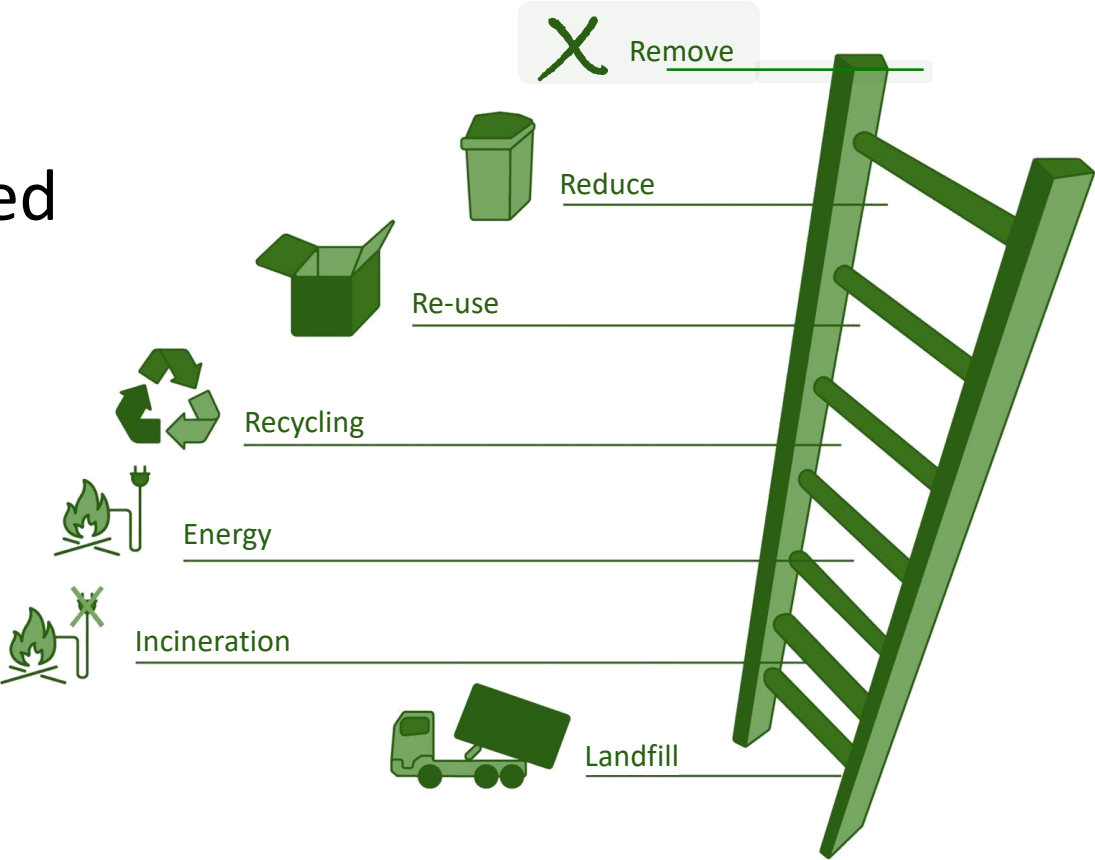 Remove
ed
Reduce
Re-use
Recycling
Energy
Incineration
Landfill